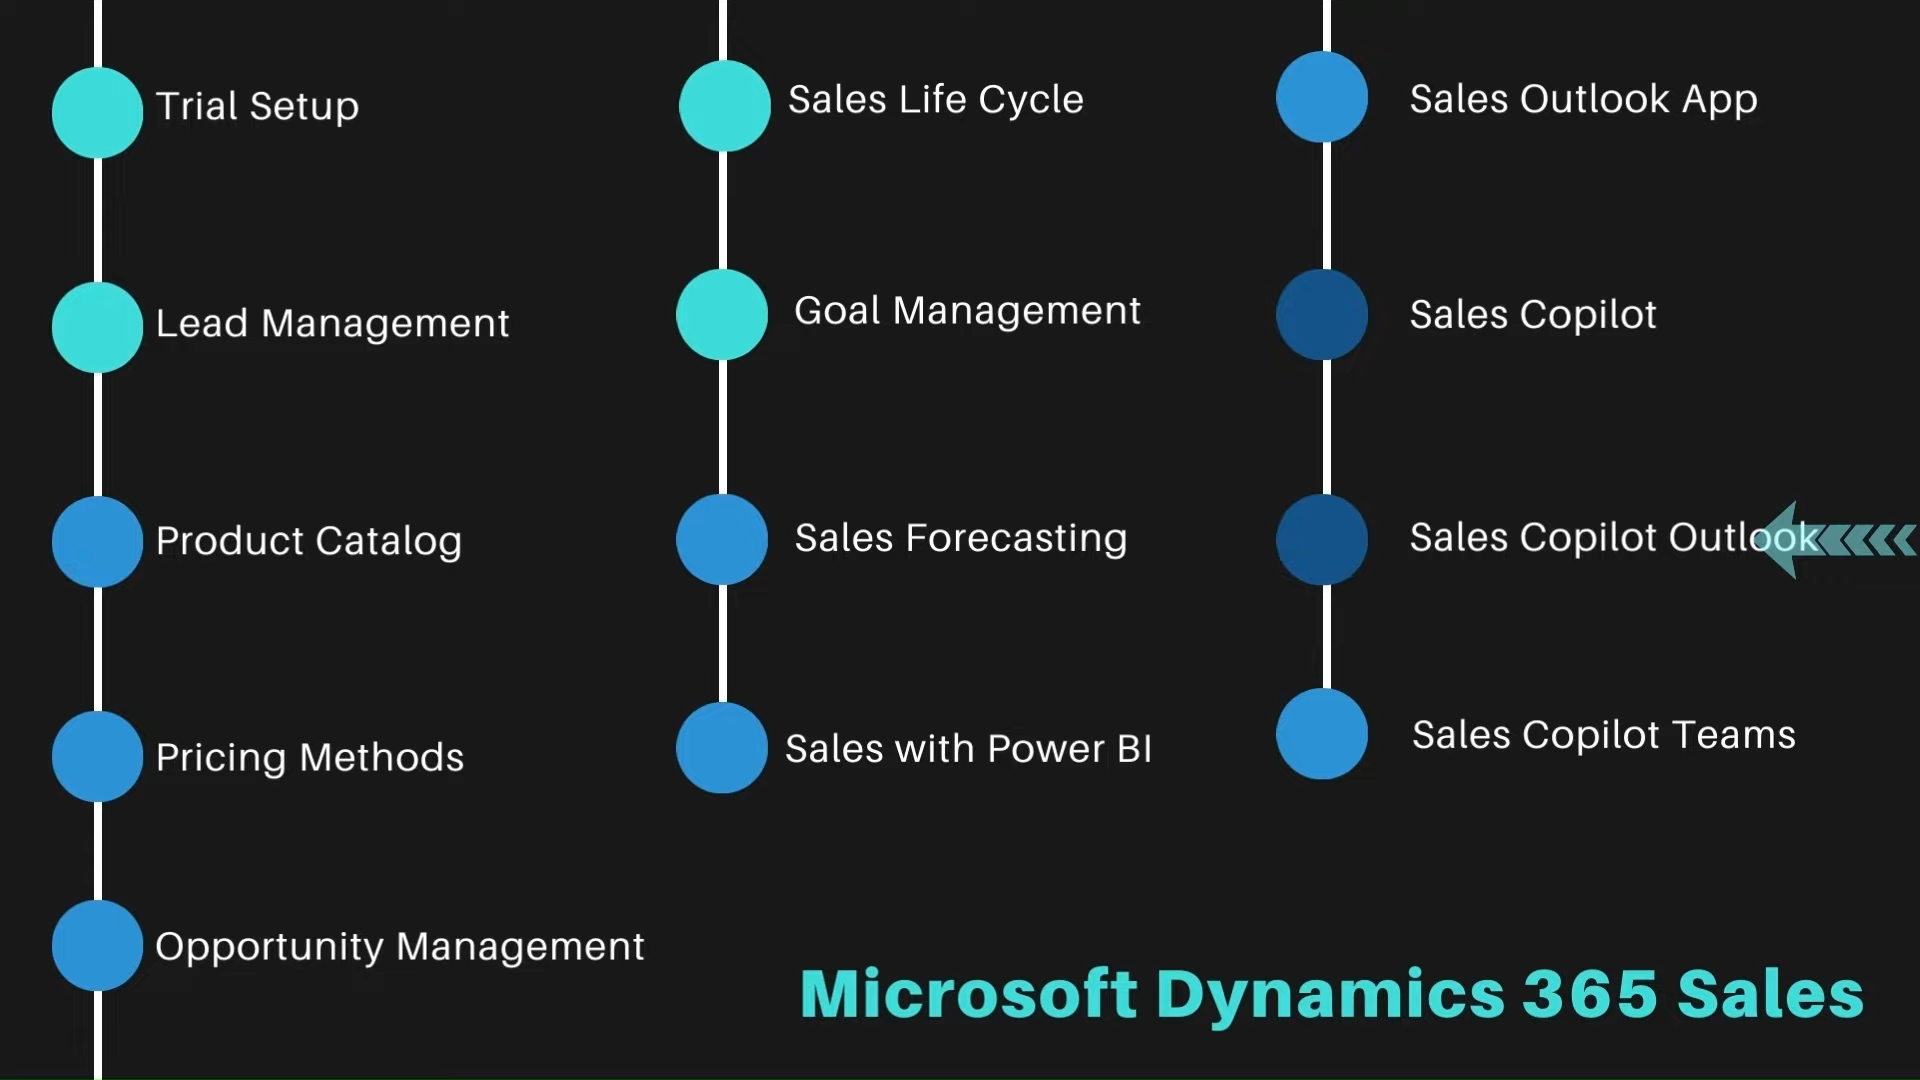 Trial Setup
Lead Management
Product Catalog
Pricing Methods
Opportunity Management
Sales Life Cycle
Goal Management
Sales Forecasting
Sales with Power BI
Sales Outlook App
Sales Copilot
Sales Copilot Outlook
Sales Copilot Teams
Microsoft Dynamics 365 Sales